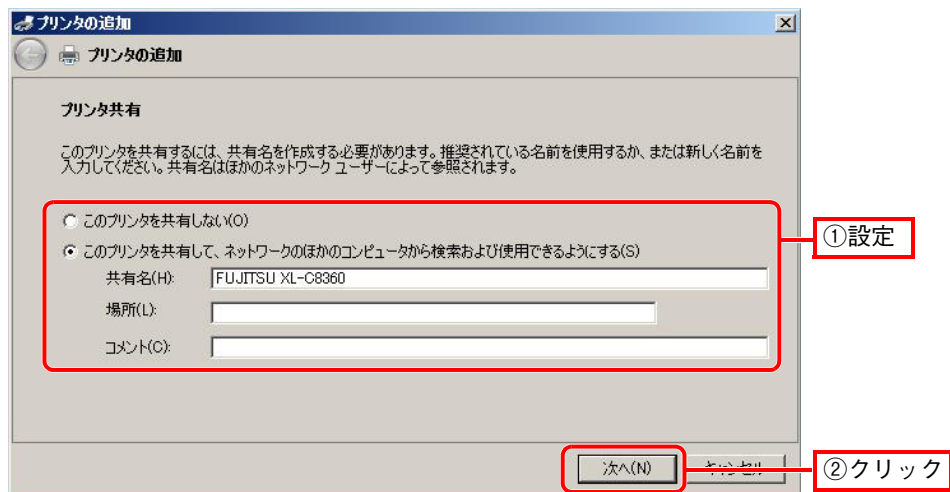 プリンタの追加
プリンタの追加
プリンタ共有
このプリンタを共有するには、共有名を作成する必要があります。推奨されている名前を使用するか、または新しく名前を
入力してください。共有名はほかのネットワーク ユーザーによって参照されます。
このプリンタを共有しない(O)
このプリンタを共有して、ネットワークのほかのコンピュータから検索および使用できるようにする(S)
共有名(H): FUJITSU XL-C8360
場所(L):
コメント(C):
①設定
次へ(N) キャンセル
②クリック